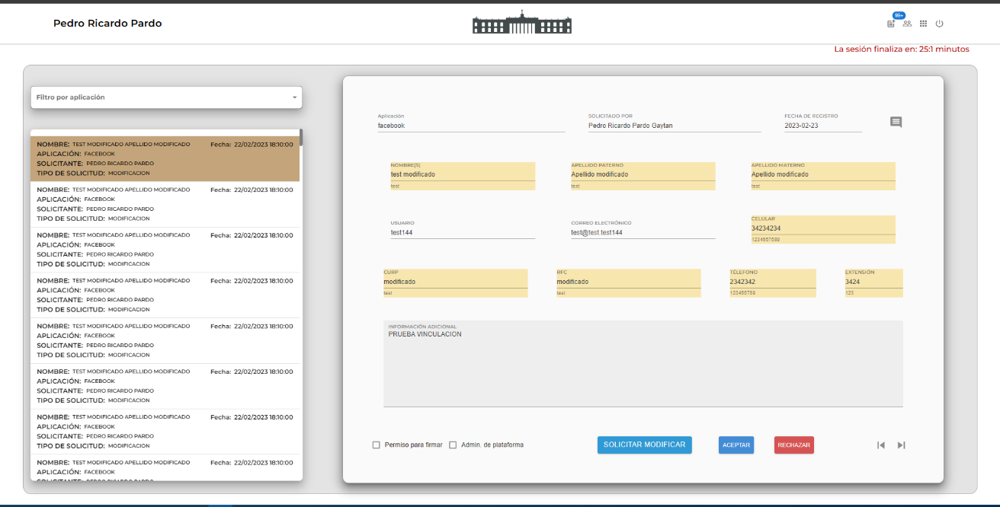 Pedro Ricardo Pardo
99+
La sesión finaliza en: 25:1 minutos
Filtro por aplicación
NOMBRE: TEST MODIFICADO APELLIDO MODIFICADO Fecha: 22/02/2023 18:10:00
APLICACIÓN: FACEBOOK
SOLICITANTE: PEDRO RICARDO PARDO
TIPO DE SOLICITUD: MODIFICACION
NOMBRE: TEST MODIFICADO APELLIDO MODIFICADO Fecha: 22/02/2023 18:10:00
APLICACIÓN: FACEBOOK
SOLICITANTE: PEDRO RICARDO PARDO
TIPO DE SOLICITUD: MODIFICACION
NOMBRE: TEST MODIFICADO APELLIDO MODIFICADO Fecha: 22/02/2023 18:10:00
APLICACIÓN: FACEBOOK
SOLICITANTE: PEDRO RICARDO PARDO
TIPO DE SOLICITUD: MODIFICACION
NOMBRE: TEST MODIFICADO APELLIDO MODIFICADO Fecha: 22/02/2023 18:10:00
APLICACIÓN: FACEBOOK
SOLICITANTE: PEDRO RICARDO PARDO
TIPO DE SOLICITUD: MODIFICACION
NOMBRE: TEST MODIFICADO APELLIDO MODIFICADO Fecha: 22/02/2023 18:10:00
APLICACIÓN: FACEBOOK
SOLICITANTE: PEDRO RICARDO PARDO
TIPO DE SOLICITUD: MODIFICACION
NOMBRE: TEST MODIFICADO APELLIDO MODIFICADO Fecha: 22/02/2023 18:10:00
APLICACIÓN: FACEBOOK
SOLICITANTE: PEDRO RICARDO PARDO
TIPO DE SOLICITUD: MODIFICACION
NOMBRE: TEST MODIFICADO APELLIDO MODIFICADO Fecha: 22/02/2023 18:10:00
APLICACIÓN: FACEBOOK
SOLICITANTE: PEDRO RICARDO PARDO
TIPO DE SOLICITUD: MODIFICACION
NOMBRE: TEST MODIFICADO APELLIDO MODIFICADO Fecha: 22/02/2023 18:10:00
APLICACIÓN: FACEBOOK
SOLICITANTE: PEDRO RICARDO PARDO
Aplicación SOLICITADO POR FECHA DE REGISTRO
facebook Pedro Ricardo Pardo Gaytan 2023-02-23
NOMBRE(S) APELLIDO PATERNO APELLIDO MATERNO
test modificado Apellido modificado Apellido modificado
test test test
USUARIO CORREO ELECTRÓNICO CELULAR
test144 test@test.test144 34234234
1234567689
CURP RFC TÉLEFONO EXTENSIÓN
modificado modificado 2342342 3424
test test 123456789 123
INFORMACIÓN ADICIONAL
PRUEBA VINCULACION
Permiso para firmar Admin. de plataforma SOLICITAR MODIFICAR ACEPTAR RECHAZAR